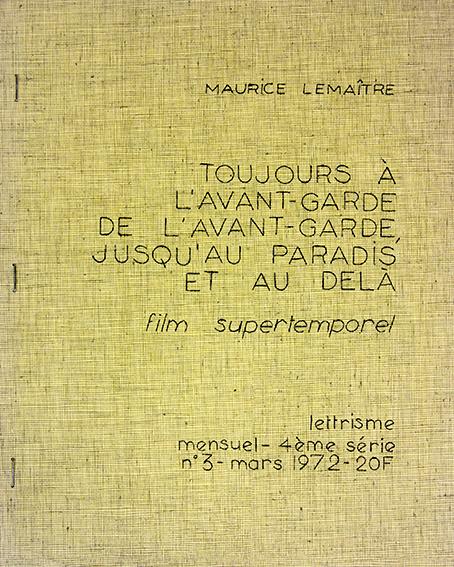 MAURICE LEMAÎTRE
TOUJOURS À
L'AVANT-GARDE
DE L'AVANT-GARDE,
JUSQU'AU PARADIS
ET AU DELÀ
film supertemporel
lettrisme
mensuel - 4ème série
n°3 - mars 1972 - 20F